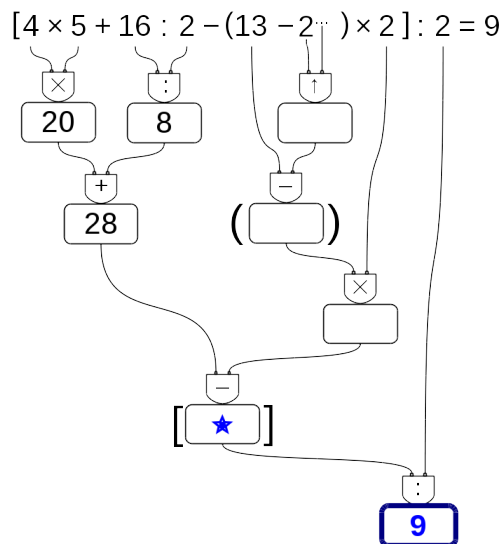 [4 × 5 + 16 : 2 − (13 − 2··· ) × 2 ] : 2 = 9
× :
↑
20 8
+ −
28 ( )
×
−
[ ★ ]
:
9